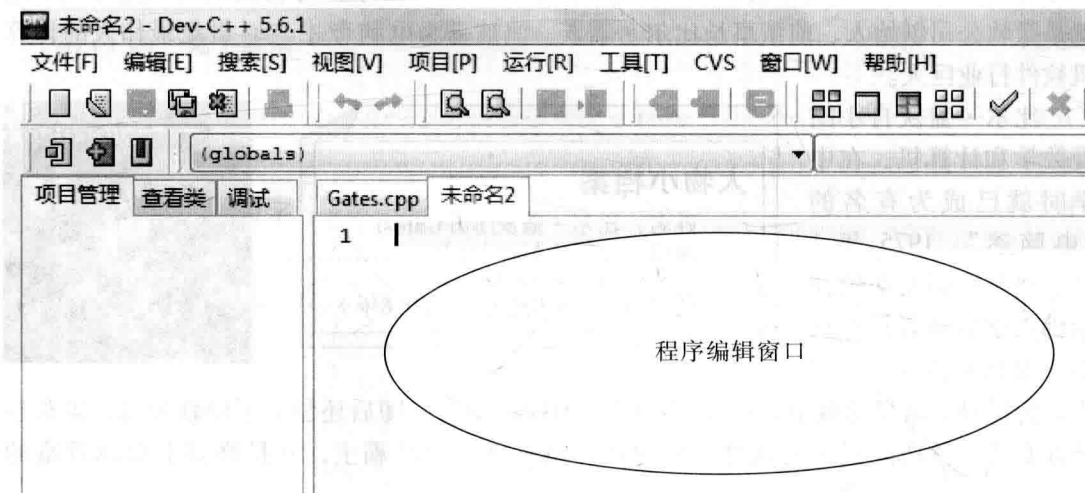 未命名2 - Dev-C++ 5.6.1
文件[F] 编辑[E] 搜索[S] 视图[V] 项目[P] 运行[R] 工具[T] CVS 窗口[W] 帮助[H]
(globals)
项目管理 查看类 调试 Gates.cpp 未命名2
1
程序编辑窗口